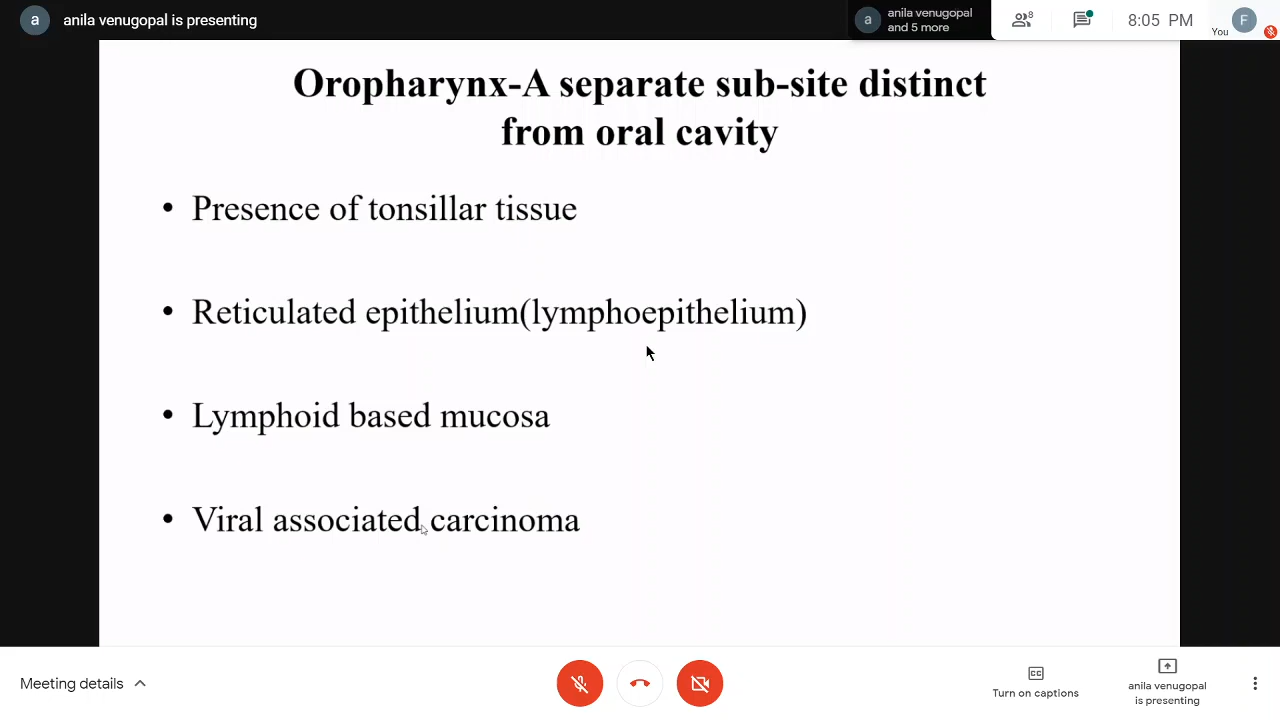 a anila venugopal is presenting
a anila venugopal
and 5 more
8
8:05 PM
You
F
Oropharynx-A separate sub-site distinct
from oral cavity
• Presence of tonsillar tissue
• Reticulated epithelium(lymphoepithelium)
• Lymphoid based mucosa
• Viral associated carcinoma
Meeting details
CC
Turn on captions
anila venugopal
is presenting